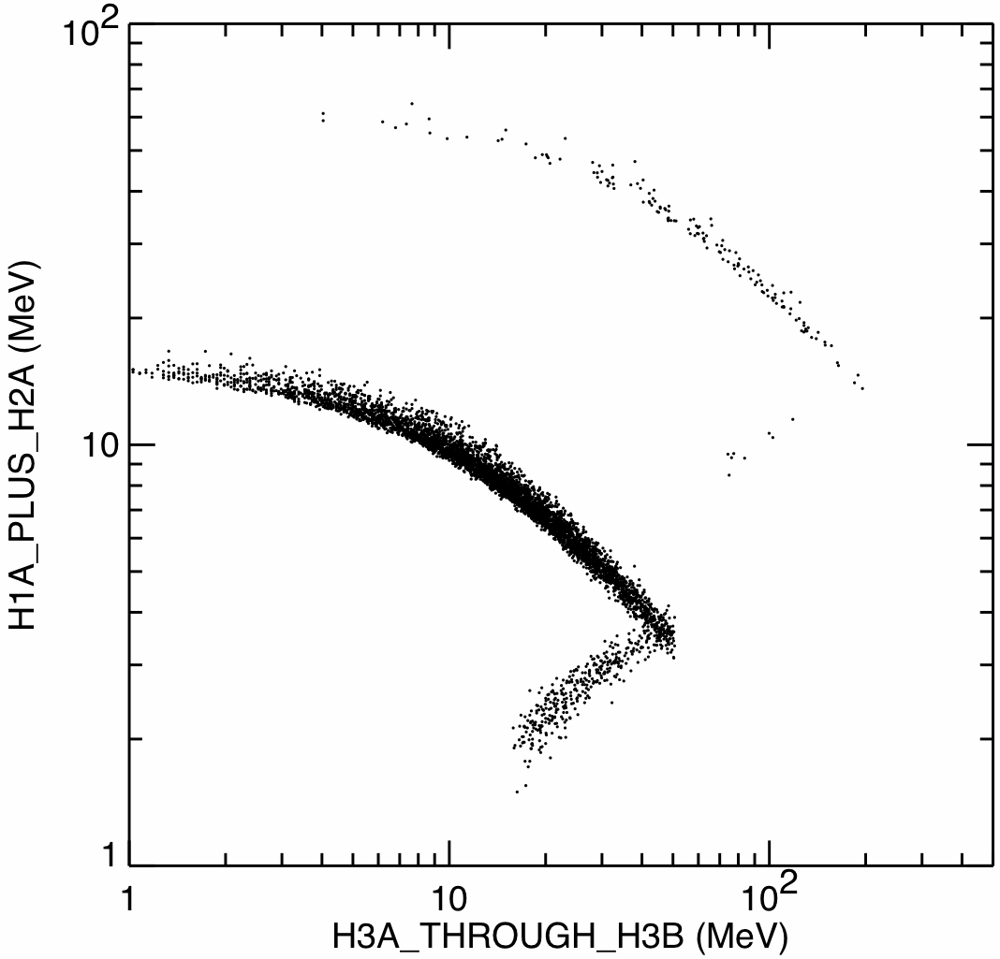 10²
10
1
1 10 10²
H1A_PLUS_H2A (MeV)
H3A_THROUGH_H3B (MeV)